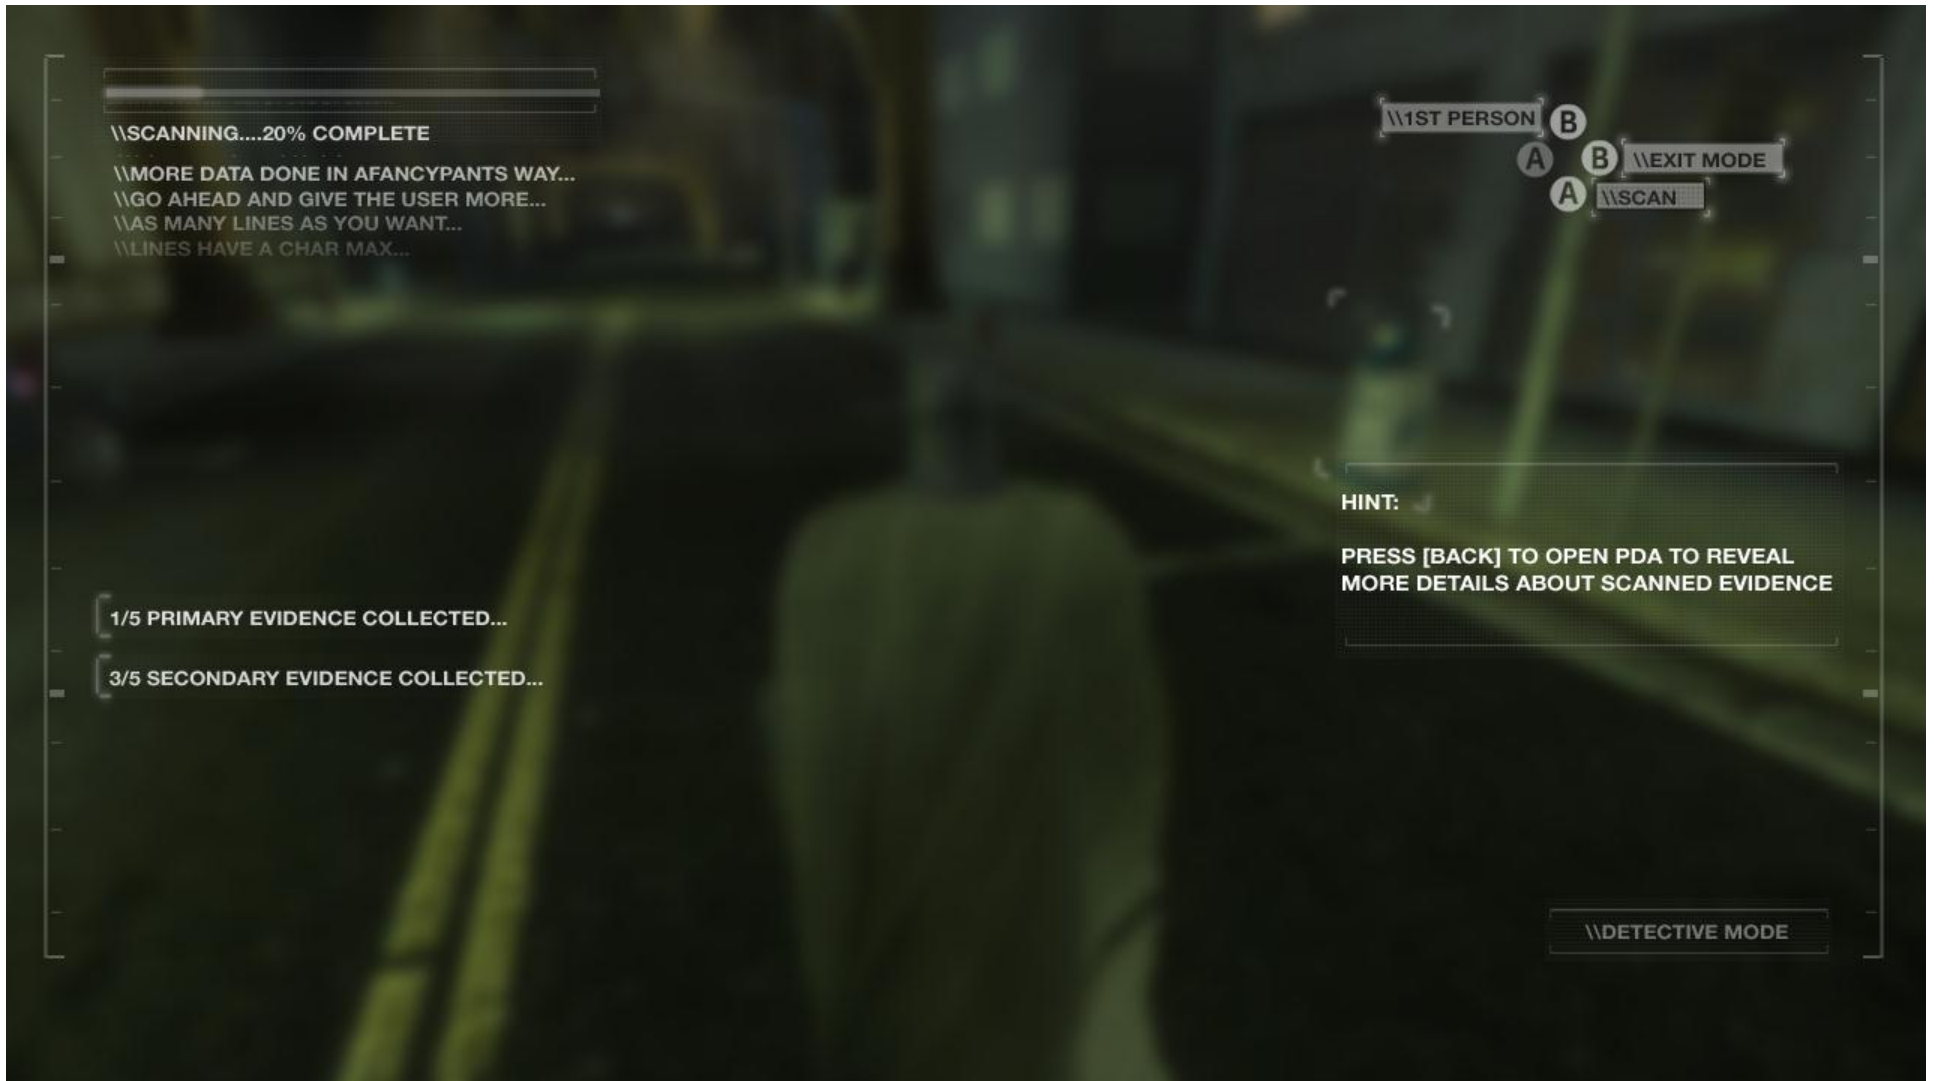 \\SCANNING....20% COMPLETE
\\MORE DATA DONE IN AFANCYPANTS WAY...
\\GO AHEAD AND GIVE THE USER MORE...
\\AS MANY LINES AS YOU WANT...
\\LINES HAVE A CHAR MAX...
\\1ST PERSON B
A B \\EXIT MODE
A \\SCAN
HINT:
PRESS [BACK] TO OPEN PDA TO REVEAL
MORE DETAILS ABOUT SCANNED EVIDENCE
1/5 PRIMARY EVIDENCE COLLECTED...
3/5 SECONDARY EVIDENCE COLLECTED...
\\DETECTIVE MODE